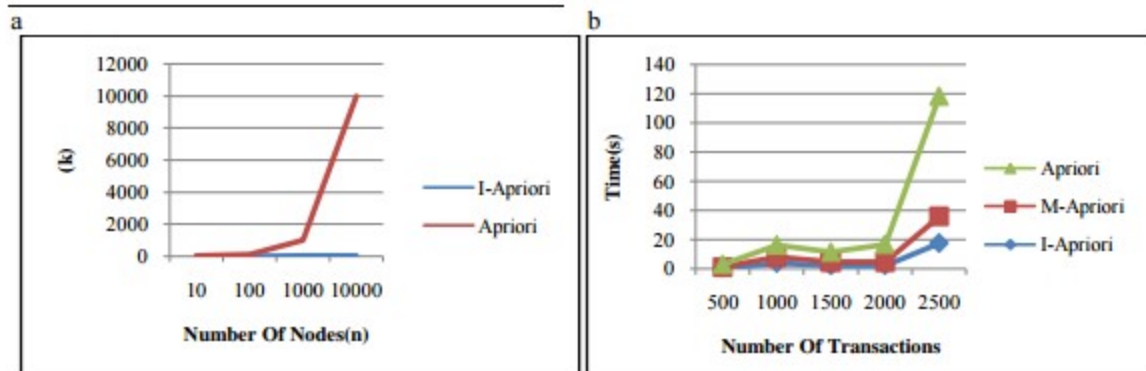 a
12000
10000
8000
6000
4000
2000
0
(k)
10 100 1000 10000
Number Of Nodes(n)
I-Apriori
Apriori
b
140
120
100
80
60
40
20
0
Time(s)
500 1000 1500 2000 2500
Number Of Transactions
Apriori
M-Apriori
I-Apriori